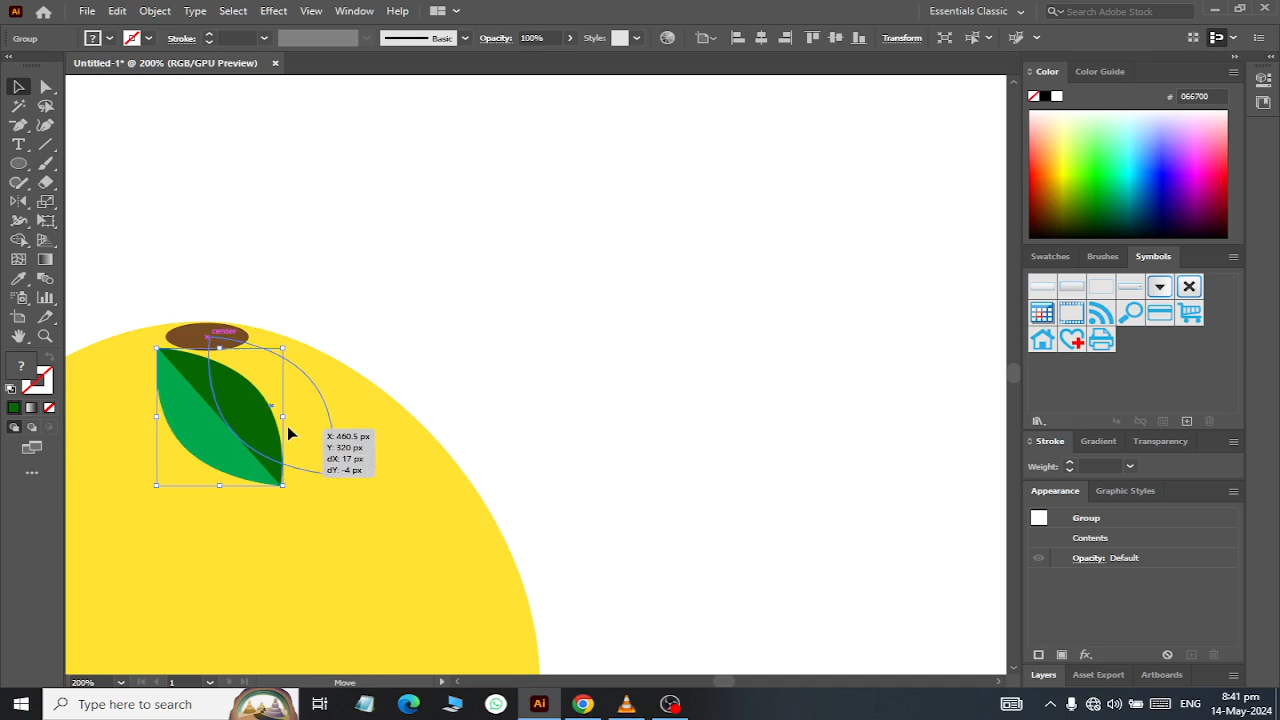 Ai File Edit Object Type Select Effect View Window Help Essentials Classic Search Adobe Stock
Group ? Stroke: Basic Opacity: 100% Style: Transform
Untitled-1* @ 200% (RGB/GPU Preview)
Color Color Guide
# 066700
Swatches Brushes Symbols
center
X: 460.5 px
Y: 320 px
dX: 17 px
dY: -4 px
?
Stroke Gradient Transparency
Weight:
Appearance Graphic Styles
Group
Contents
Opacity: Default
fx
Layers Asset Export Artboards
200% 1 Move
Type here to search
Ai
ENG
8:41 pm
14-May-2024